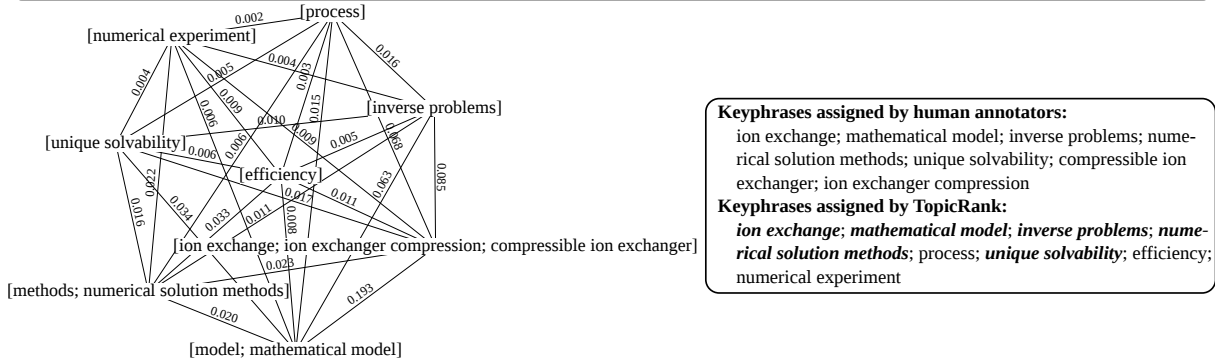 [process]
0.002
[numerical experiment]
0.016
0.004
0.005
0.003
0.004
0.009
0.015
[inverse problems]
0.010
0.006
0.006
0.009
0.068
[unique solvability]
0.005
0.006
[efficiency]
0.022
0.063
0.085
0.017
0.011
0.016
0.034
0.033
0.011
0.008
[ion exchange; ion exchanger compression; compressible ion exchanger]
0.023
[methods; numerical solution methods]
0.193
0.020
[model; mathematical model]
Keyphrases assigned by human annotators:
ion exchange; mathematical model; inverse problems; nume-
rical solution methods; unique solvability; compressible ion
exchanger; ion exchanger compression
Keyphrases assigned by TopicRank:
ion exchange; mathematical model; inverse problems; nume-
rical solution methods; process; unique solvability; efficiency;
numerical experiment